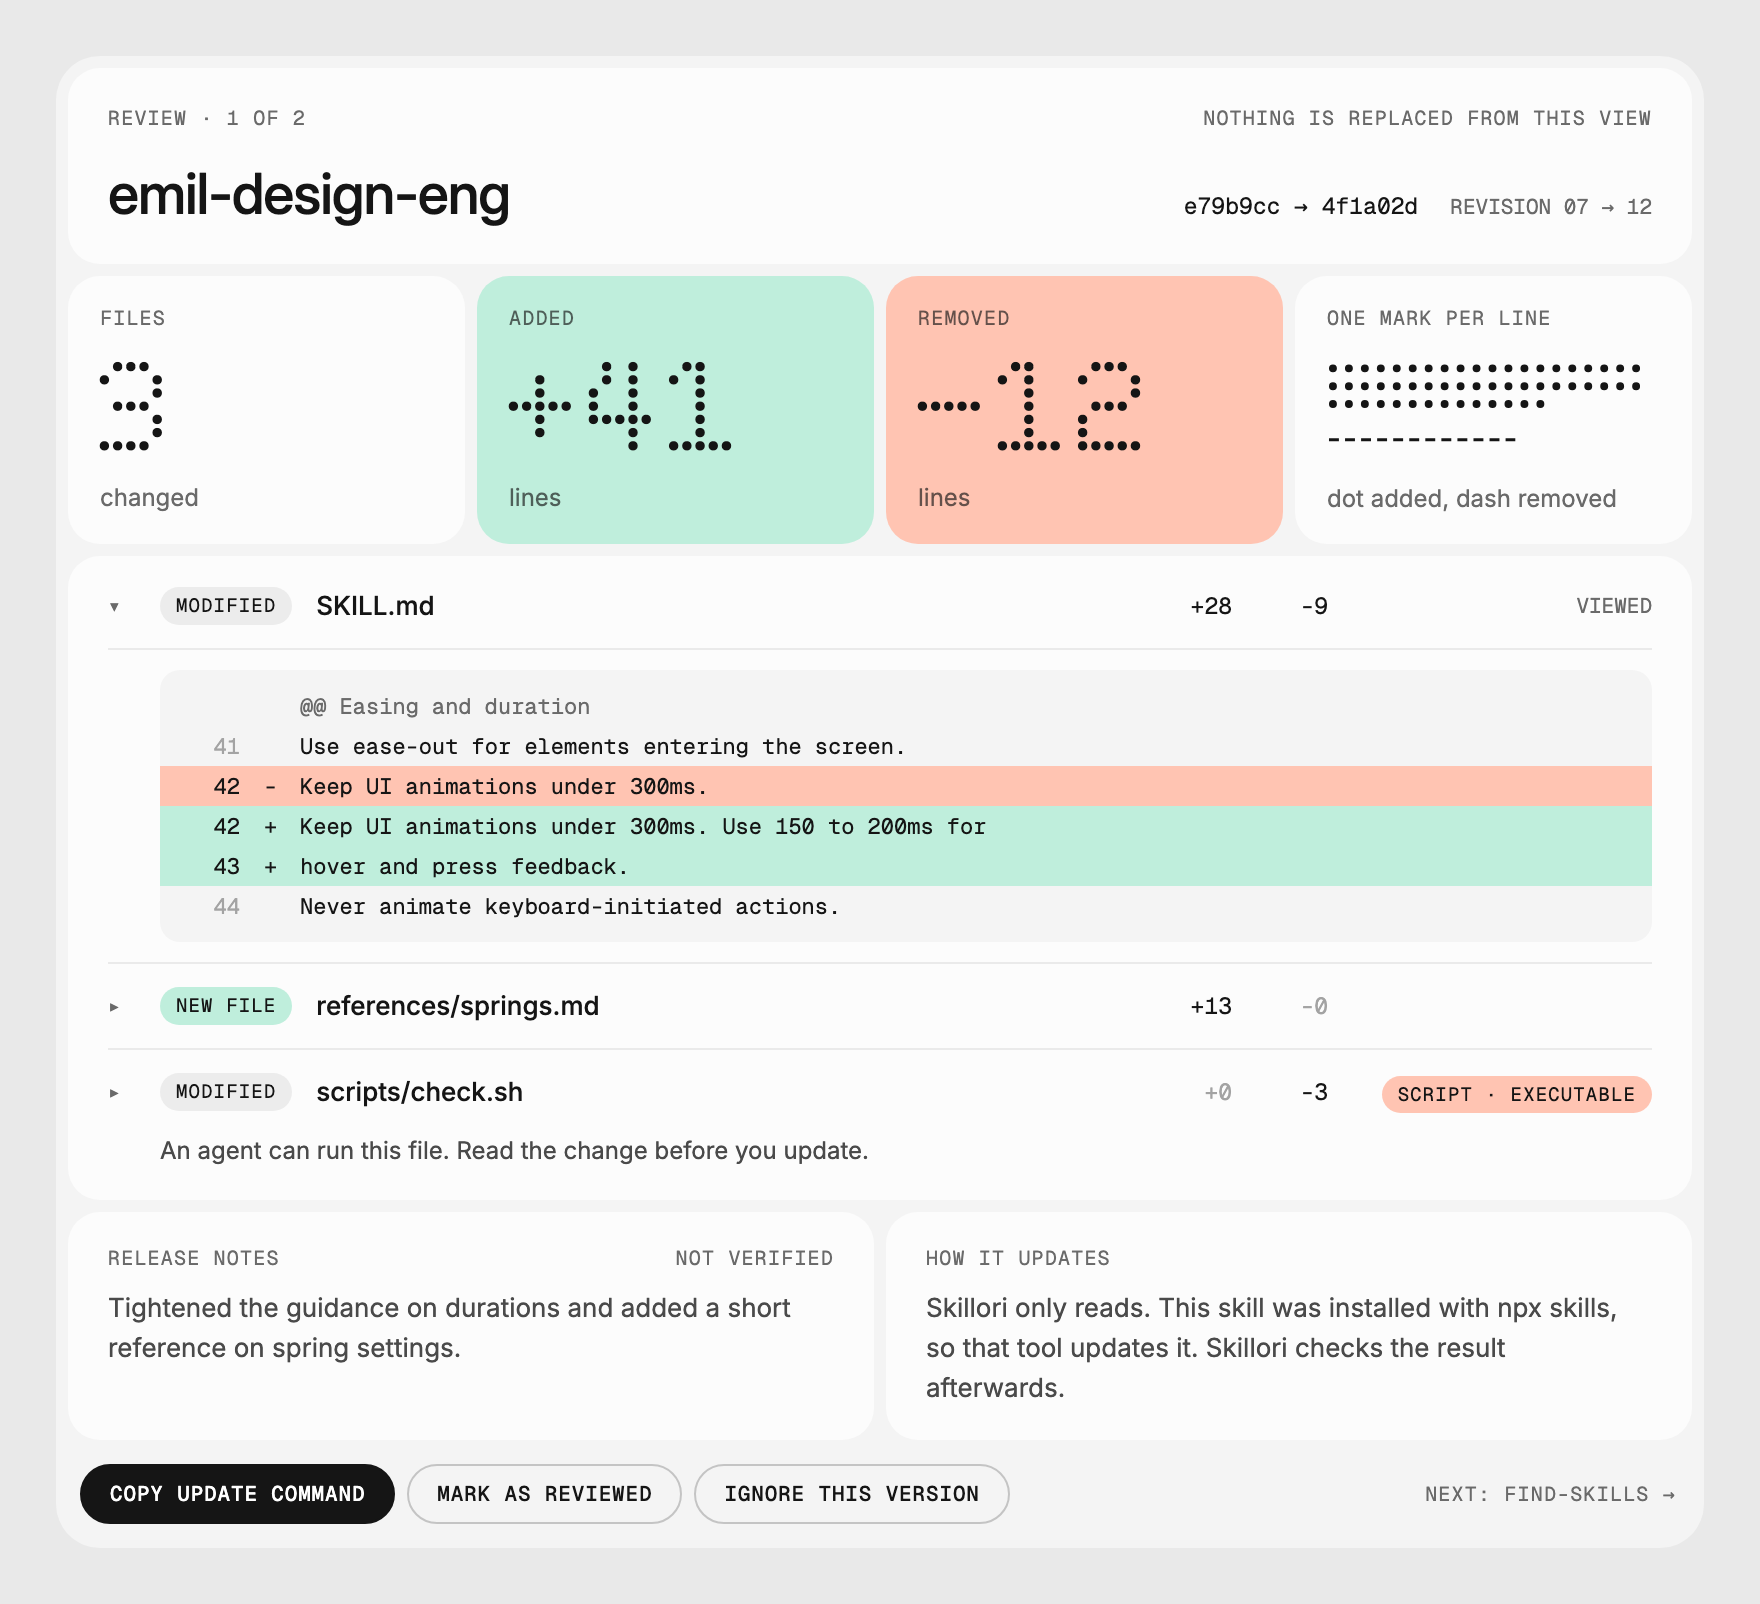 REVIEW · 1 OF 2
NOTHING IS REPLACED FROM THIS VIEW
emil-design-eng
e79b9cc → 4f1a02d
REVISION 07 → 12
FILES
3
changed
ADDED
+41
lines
REMOVED
-12
lines
ONE MARK PER LINE
dot added, dash removed
▾ MODIFIED SKILL.md +28 -9 VIEWED
@@ Easing and duration
41 Use ease-out for elements entering the screen.
42 - Keep UI animations under 300ms.
42 + Keep UI animations under 300ms. Use 150 to 200ms for
43 + hover and press feedback.
44 Never animate keyboard-initiated actions.
▸ NEW FILE references/springs.md +13 -0
▸ MODIFIED scripts/check.sh +0 -3 SCRIPT · EXECUTABLE
An agent can run this file. Read the change before you update.
RELEASE NOTES
NOT VERIFIED
Tightened the guidance on durations and added a short
reference on spring settings.
HOW IT UPDATES
Skillori only reads. This skill was installed with npx skills,
so that tool updates it. Skillori checks the result
afterwards.
COPY UPDATE COMMAND
MARK AS REVIEWED
IGNORE THIS VERSION
NEXT: FIND-SKILLS →